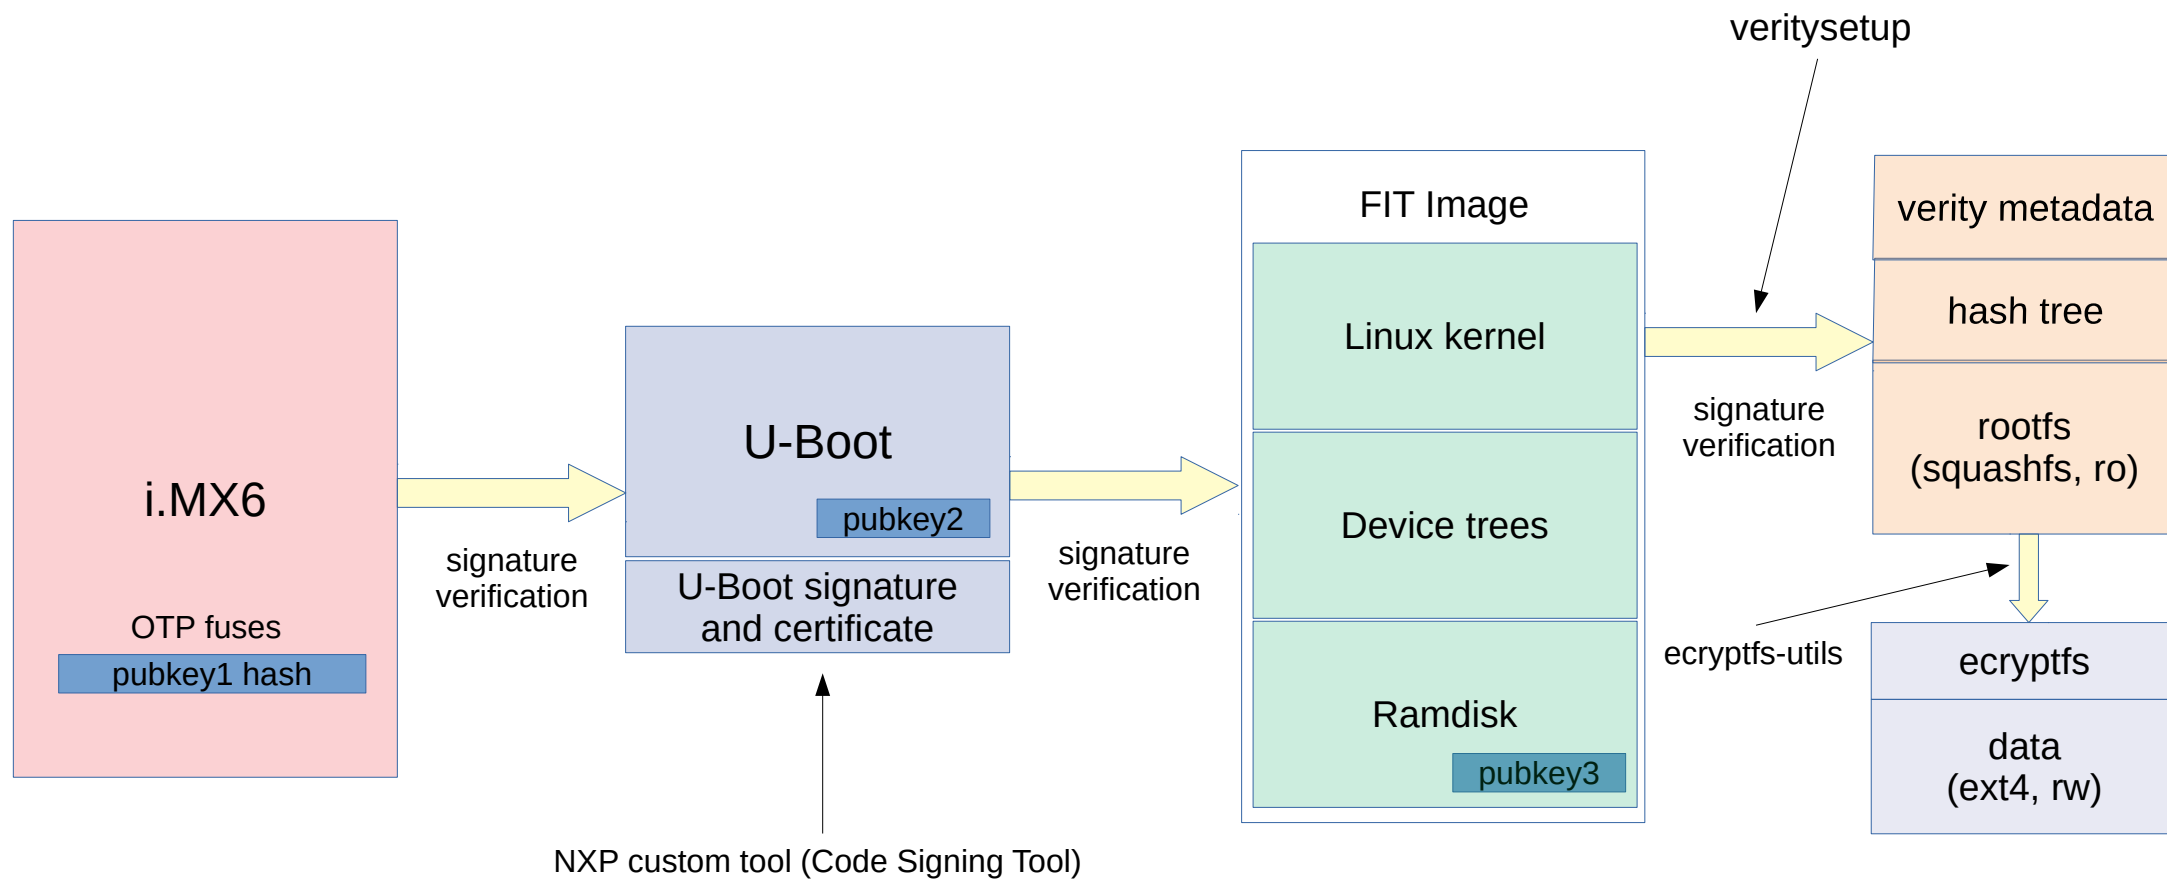 veritysetup
i.MX6
OTP fuses
pubkey1 hash
signature
verification
U-Boot
pubkey2
U-Boot signature
and certificate
NXP custom tool (Code Signing Tool)
signature
verification
FIT Image
Linux kernel
Device trees
Ramdisk
pubkey3
signature
verification
verity metadata
hash tree
rootfs
(squashfs, ro)
ecryptfs-utils
ecryptfs
data
(ext4, rw)